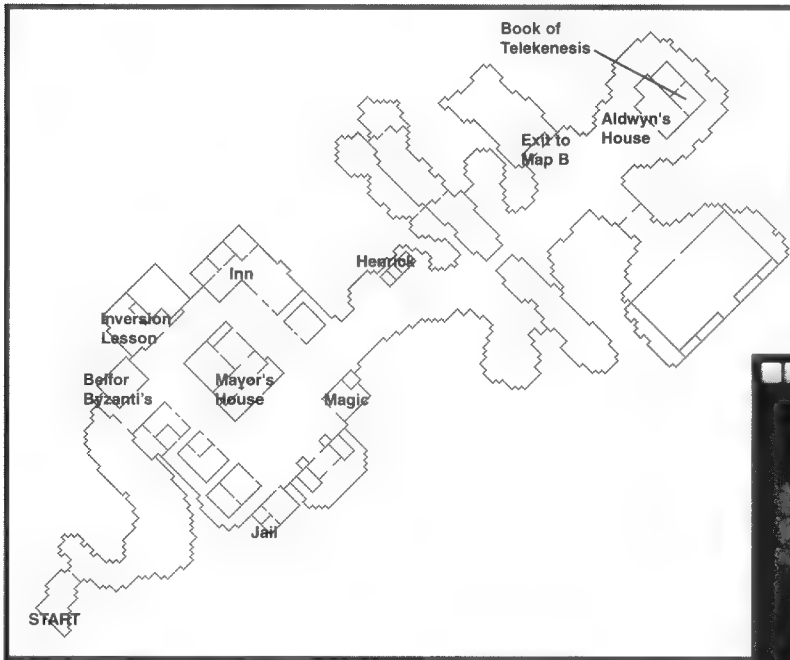 Book of
Telekenesis
Aldwyn's
House
Exit to
Map B
Henrick
Inn
Inversion
Lesson
Belfor
Byzanti's
Mayor's
House
Magic
Jail
START